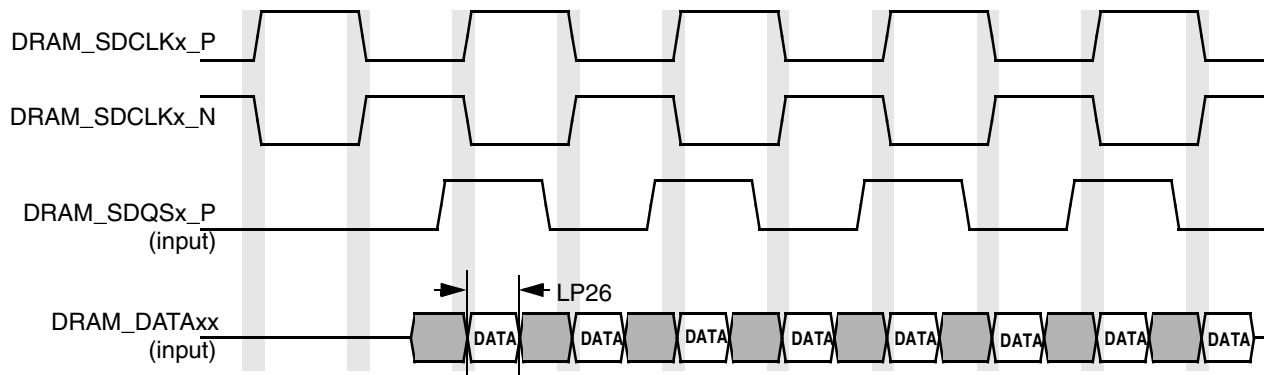 DRAM_SDCLKx_P
DRAM_SDCLKx_N
DRAM_SDQSx_P
(input)
LP26
DRAM_DATAxx
(input)
DATA DATA DATA DATA DATA DATA DATA DATA